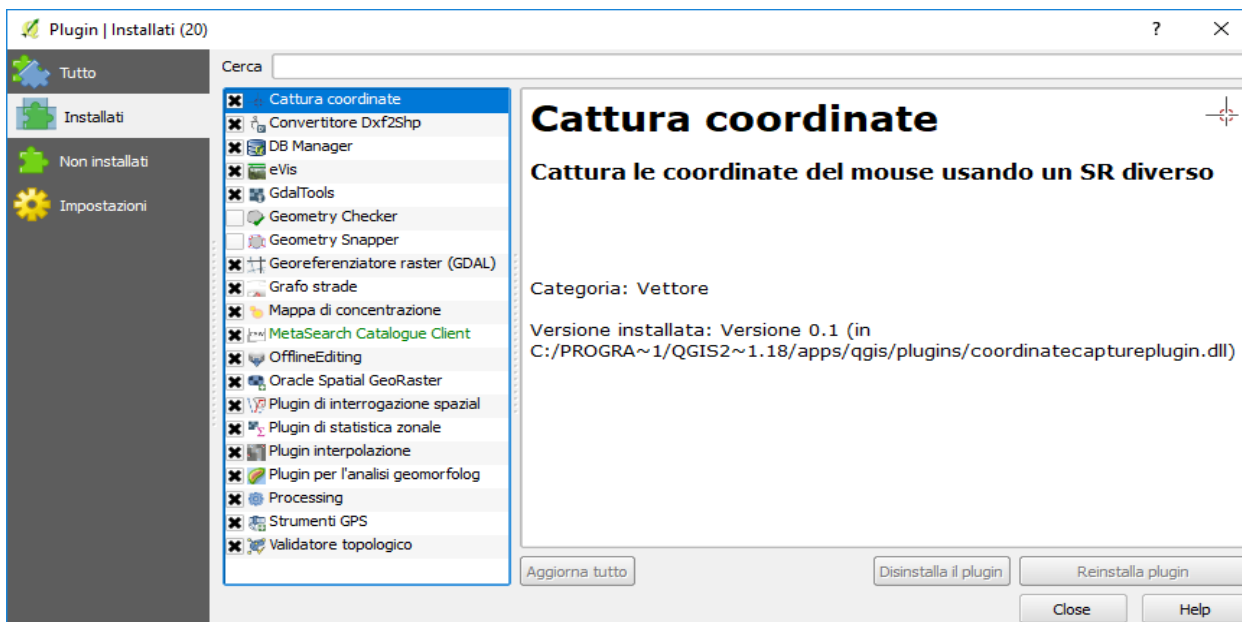 Plugin | Installati (20)
?
Tutto
Installati
Non installati
Impostazioni
Cerca
Cattura coordinate
Convertitore Dxf2Shp
DB Manager
eVis
GdalTools
Geometry Checker
Geometry Snapper
Georeferenziatore raster (GDAL)
Grafo strade
Mappa di concentrazione
MetaSearch Catalogue Client
OfflineEditing
Oracle Spatial GeoRaster
Plugin di interrogazione spazial
Plugin di statistica zonale
Plugin interpolazione
Plugin per l'analisi geomorfolog
Processing
Strumenti GPS
Validatore topologico
Cattura coordinate
Cattura le coordinate del mouse usando un SR diverso
Categoria: Vettore
Versione installata: Versione 0.1 (in
C:/PROGRA~1/QGIS2~1.18/apps/qgis/plugins/coordinatecaptureplugin.dll)
Aggiorna tutto
Disinstalla il plugin
Reinstalla plugin
Close
Help